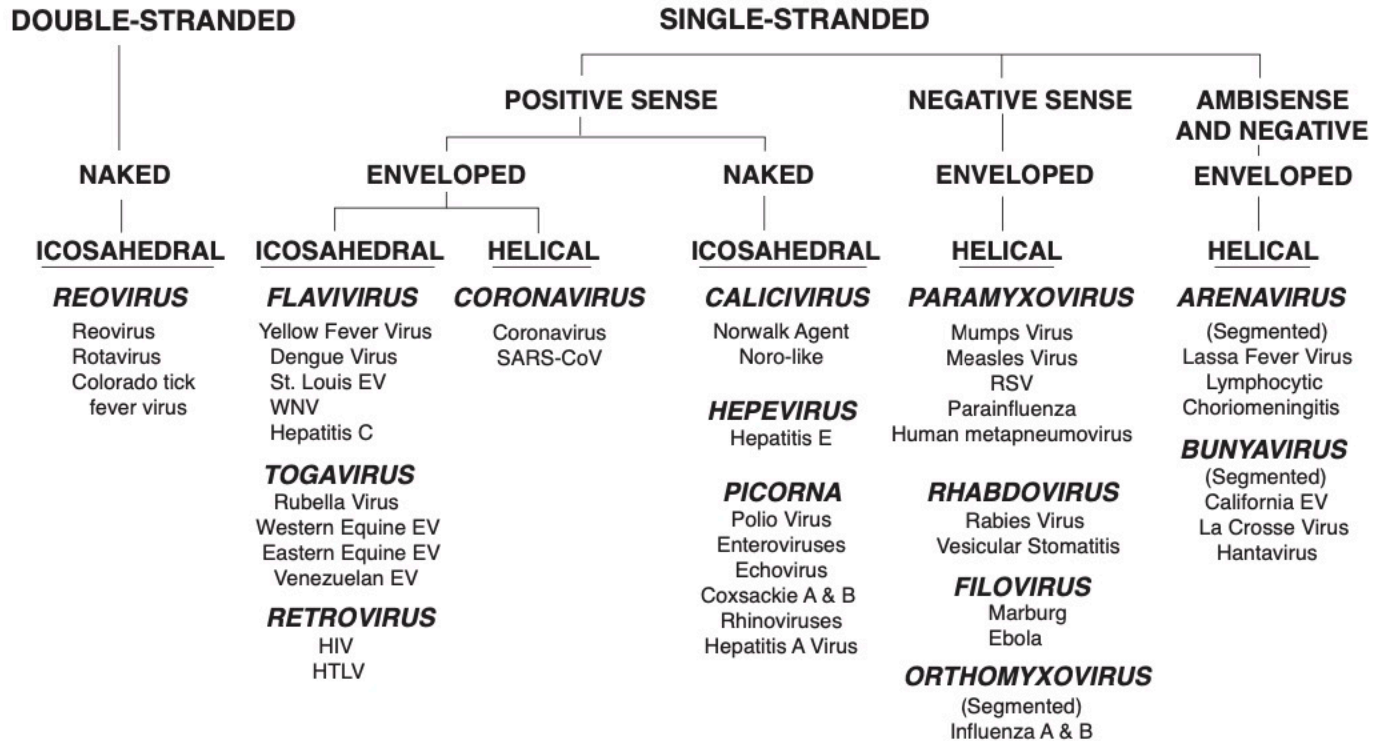 DOUBLE-STRANDED
SINGLE-STRANDED
POSITIVE SENSE
NEGATIVE SENSE
AMBISENSE
AND NEGATIVE
NAKED
ENVELOPED
NAKED
ENVELOPED
ENVELOPED
ICOSAHEDRAL
ICOSAHEDRAL
HELICAL
ICOSAHEDRAL
HELICAL
HELICAL
REOVIRUS
Reovirus
Rotavirus
Colorado tick
fever virus
FLAVIVIRUS
Yellow Fever Virus
Dengue Virus
St. Louis EV
WNV
Hepatitis C
TOGAVIRUS
Rubella Virus
Western Equine EV
Eastern Equine EV
Venezuelan EV
RETROVIRUS
HIV
HTLV
CORONAVIRUS
Coronavirus
SARS-CoV
CALICIVIRUS
Norwalk Agent
Noro-like
HEPEVIRUS
Hepatitis E
PICORNA
Polio Virus
Enteroviruses
Echovirus
Coxsackie A & B
Rhinoviruses
Hepatitis A Virus
PARAMYXOVIRUS
Mumps Virus
Measles Virus
RSV
Parainfluenza
Human metapneumovirus
RHABDOVIRUS
Rabies Virus
Vesicular Stomatitis
FILOVIRUS
Marburg
Ebola
ORTHOMYXOVIRUS
(Segmented)
Influenza A & B
ARENAVIRUS
(Segmented)
Lassa Fever Virus
Lymphocytic
Choriomeningitis
BUNYAVIRUS
(Segmented)
California EV
La Crosse Virus
Hantavirus